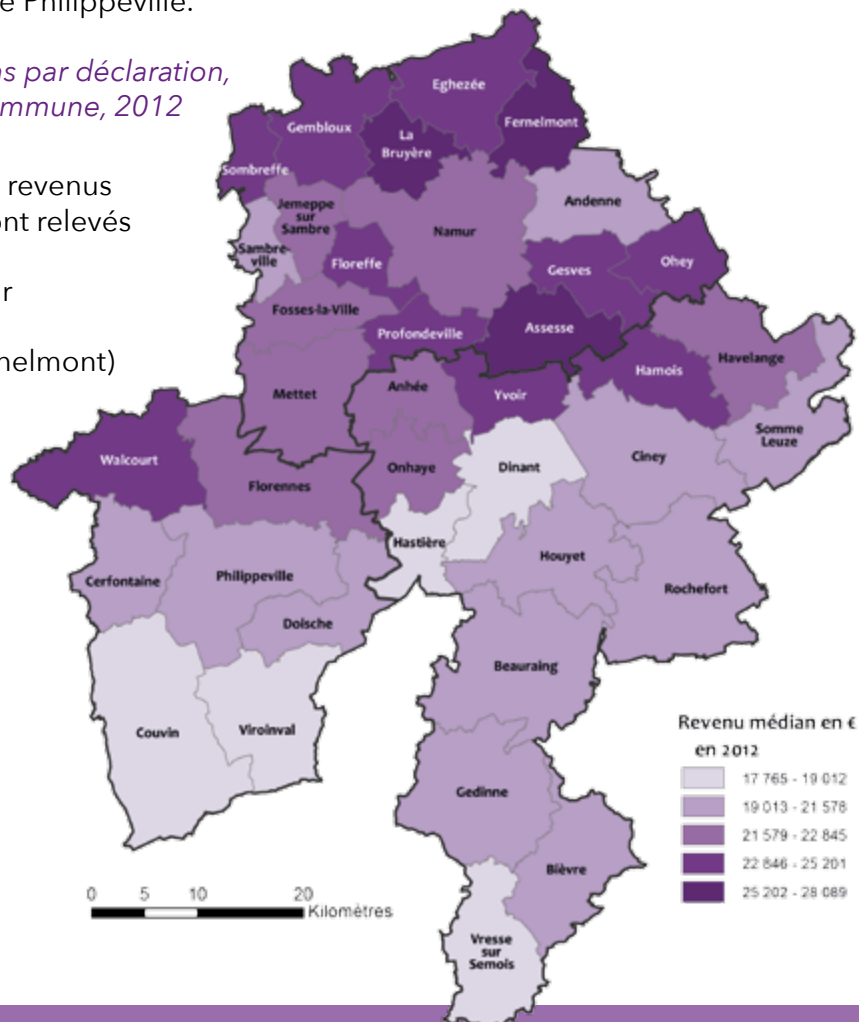 e Philippeville.
s par déclaration,
mmune, 2012
revenus
ont relevés
r
nelmont)
Eghezée
Gembloux
Fernelmont
La
Bruyère
Sombreffe
Andenne
Jemeppe
sur
Sambre
Namur
Sambre-
ville
Floreffe
Gesves
Ohey
Fosses-la-Ville
Profondeville
Assesse
Havelange
Hamois
Mettet
Anhée
Yvoir
Somme
Leuze
Walcourt
Onhaye
Dinant
Ciney
Florennes
Hastière
Houyet
Cerfontaine
Philippeville
Rochefort
Doische
Beauraing
Couvin
Viroinval
Gedinne
Bièvre
Vresse
sur
Semois
Revenu médian en €
en 2012
17 765 - 19 012
19 013 - 21 578
21 579 - 22 845
22 846 - 25 201
25 202 - 28 089
0 5 10 20
Kilomètres